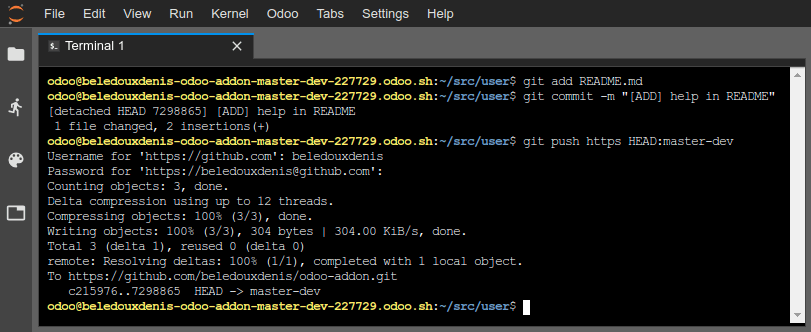 File Edit View Run Kernel Odoo Tabs Settings Help
Terminal 1
odoo@beledouxdenis-odoo-addon-master-dev-227729.odoo.sh:~/src/user$ git add README.md
odoo@beledouxdenis-odoo-addon-master-dev-227729.odoo.sh:~/src/user$ git commit -m "[ADD] help in README"
[detached HEAD 7298865] [ADD] help in README
1 file changed, 2 insertions(+)
odoo@beledouxdenis-odoo-addon-master-dev-227729.odoo.sh:~/src/user$ git push https HEAD:master-dev
Username for 'https://github.com': beledouxdenis
Password for 'https://beledouxdenis@github.com':
Counting objects: 3, done.
Delta compression using up to 12 threads.
Compressing objects: 100% (3/3), done.
Writing objects: 100% (3/3), 304 bytes | 304.00 KiB/s, done.
Total 3 (delta 1), reused 0 (delta 0)
remote: Resolving deltas: 100% (1/1), completed with 1 local object.
To https://github.com/beledouxdenis/odoo-addon.git
c215976..7298865  HEAD -> master-dev
odoo@beledouxdenis-odoo-addon-master-dev-227729.odoo.sh:~/src/user$